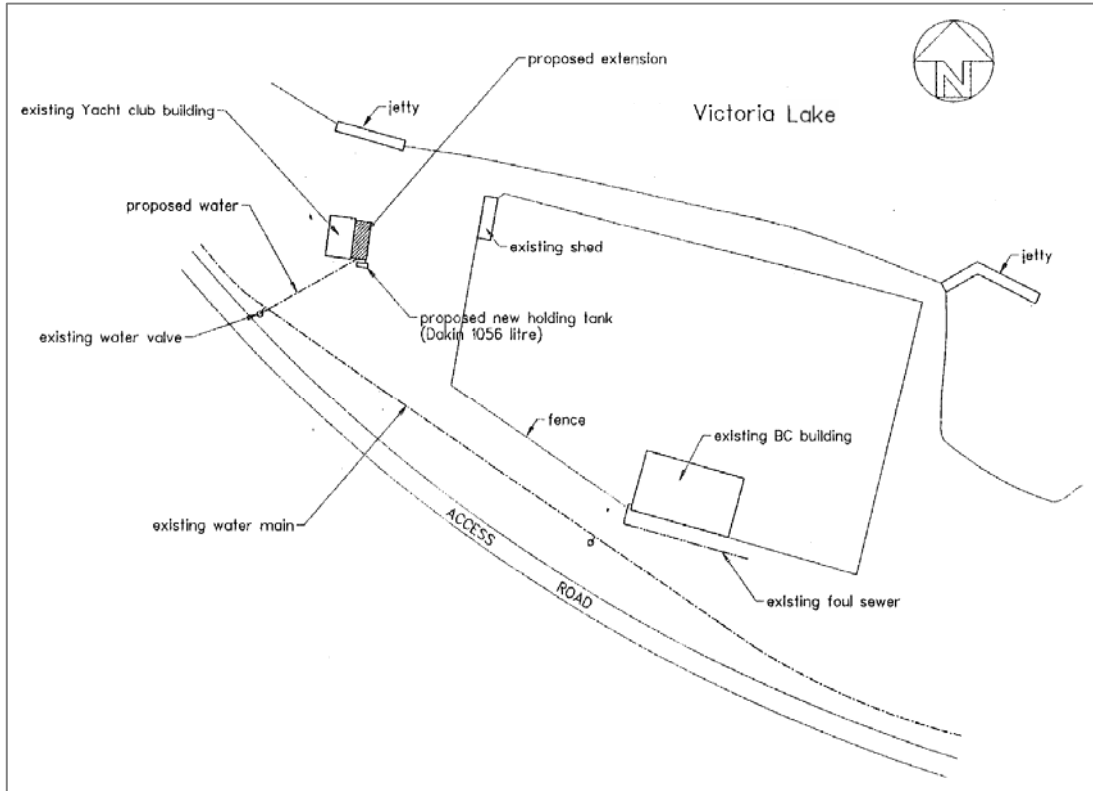 proposed extension
existing Yacht club building
jetty
Victoria Lake
N
proposed water
existing shed
jetty
proposed new holding tank
(Dakin 1056 litre)
existing water valve
fence
existing BC building
existing water main
ACCESS
ROAD
existing foul sewer